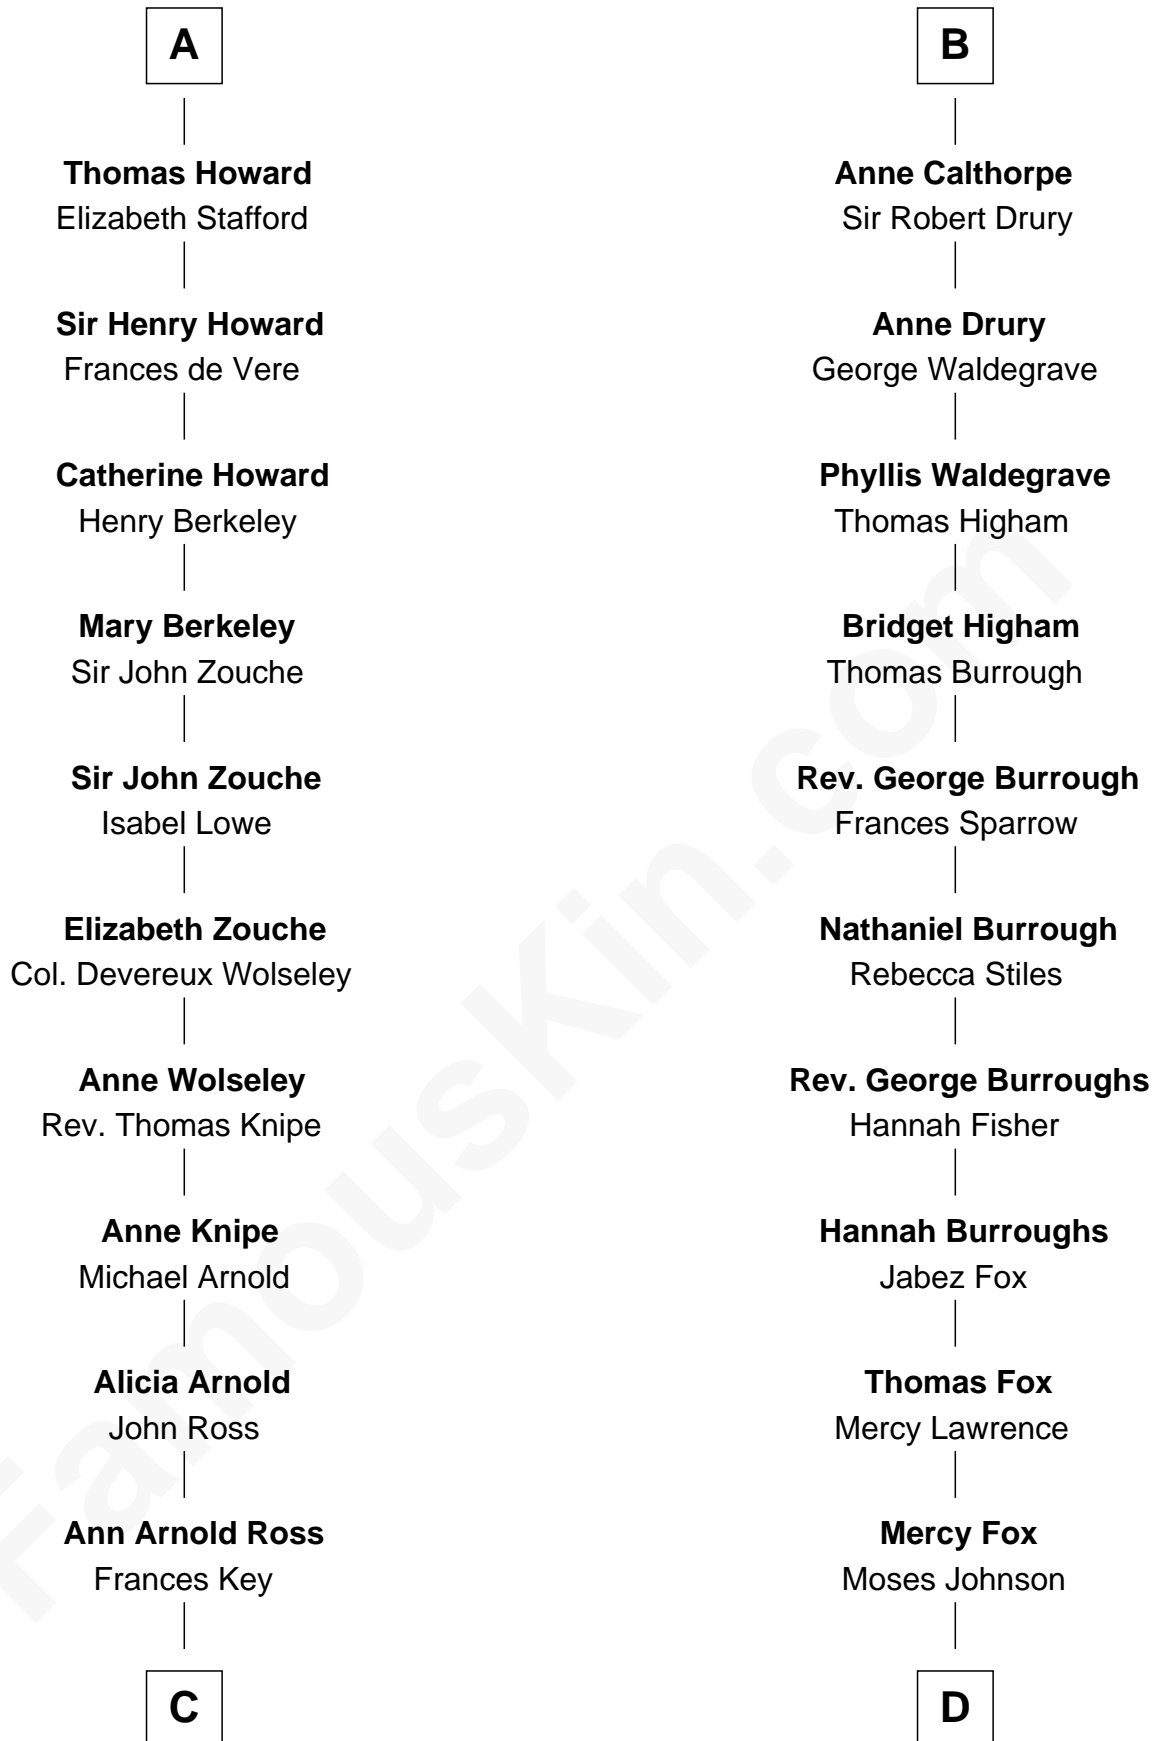 A
Thomas Howard
Elizabeth Stafford
Sir Henry Howard
Frances de Vere
Catherine Howard
Henry Berkeley
Mary Berkeley
Sir John Zouche
Sir John Zouche
Isabel Lowe
Elizabeth Zouche
Col. Devereux Wolseley
Anne Wolseley
Rev. Thomas Knipe
Anne Knipe
Michael Arnold
Alicia Arnold
John Ross
Ann Arnold Ross
Frances Key
C
B
Anne Calthorpe
Sir Robert Drury
Anne Drury
George Waldegrave
Phyllis Waldegrave
Thomas Higham
Bridget Higham
Thomas Burrough
Rev. George Burrough
Frances Sparrow
Nathaniel Burrough
Rebecca Stiles
Rev. George Burroughs
Hannah Fisher
Hannah Burroughs
Jabez Fox
Thomas Fox
Mercy Lawrence
Mercy Fox
Moses Johnson
D
FamousKin.com